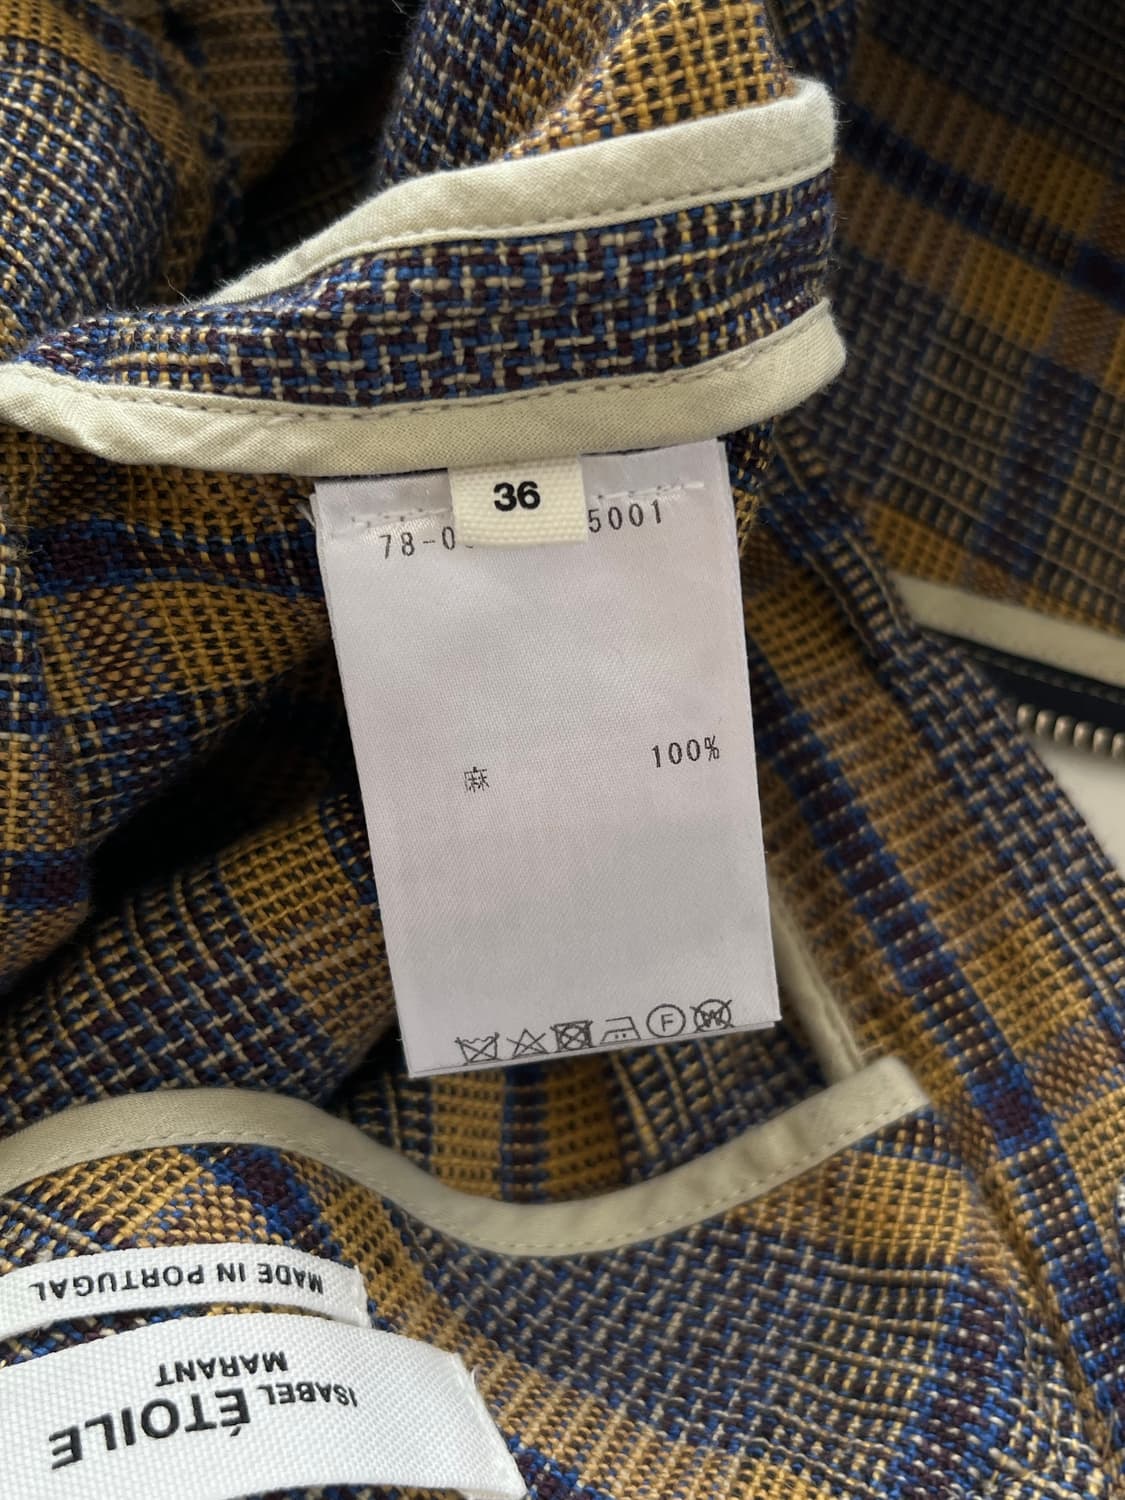 36
78-0 5001
麻 100%
F W
MADE IN PORTUGAL
ISABEL MARANT
ÉTOILE